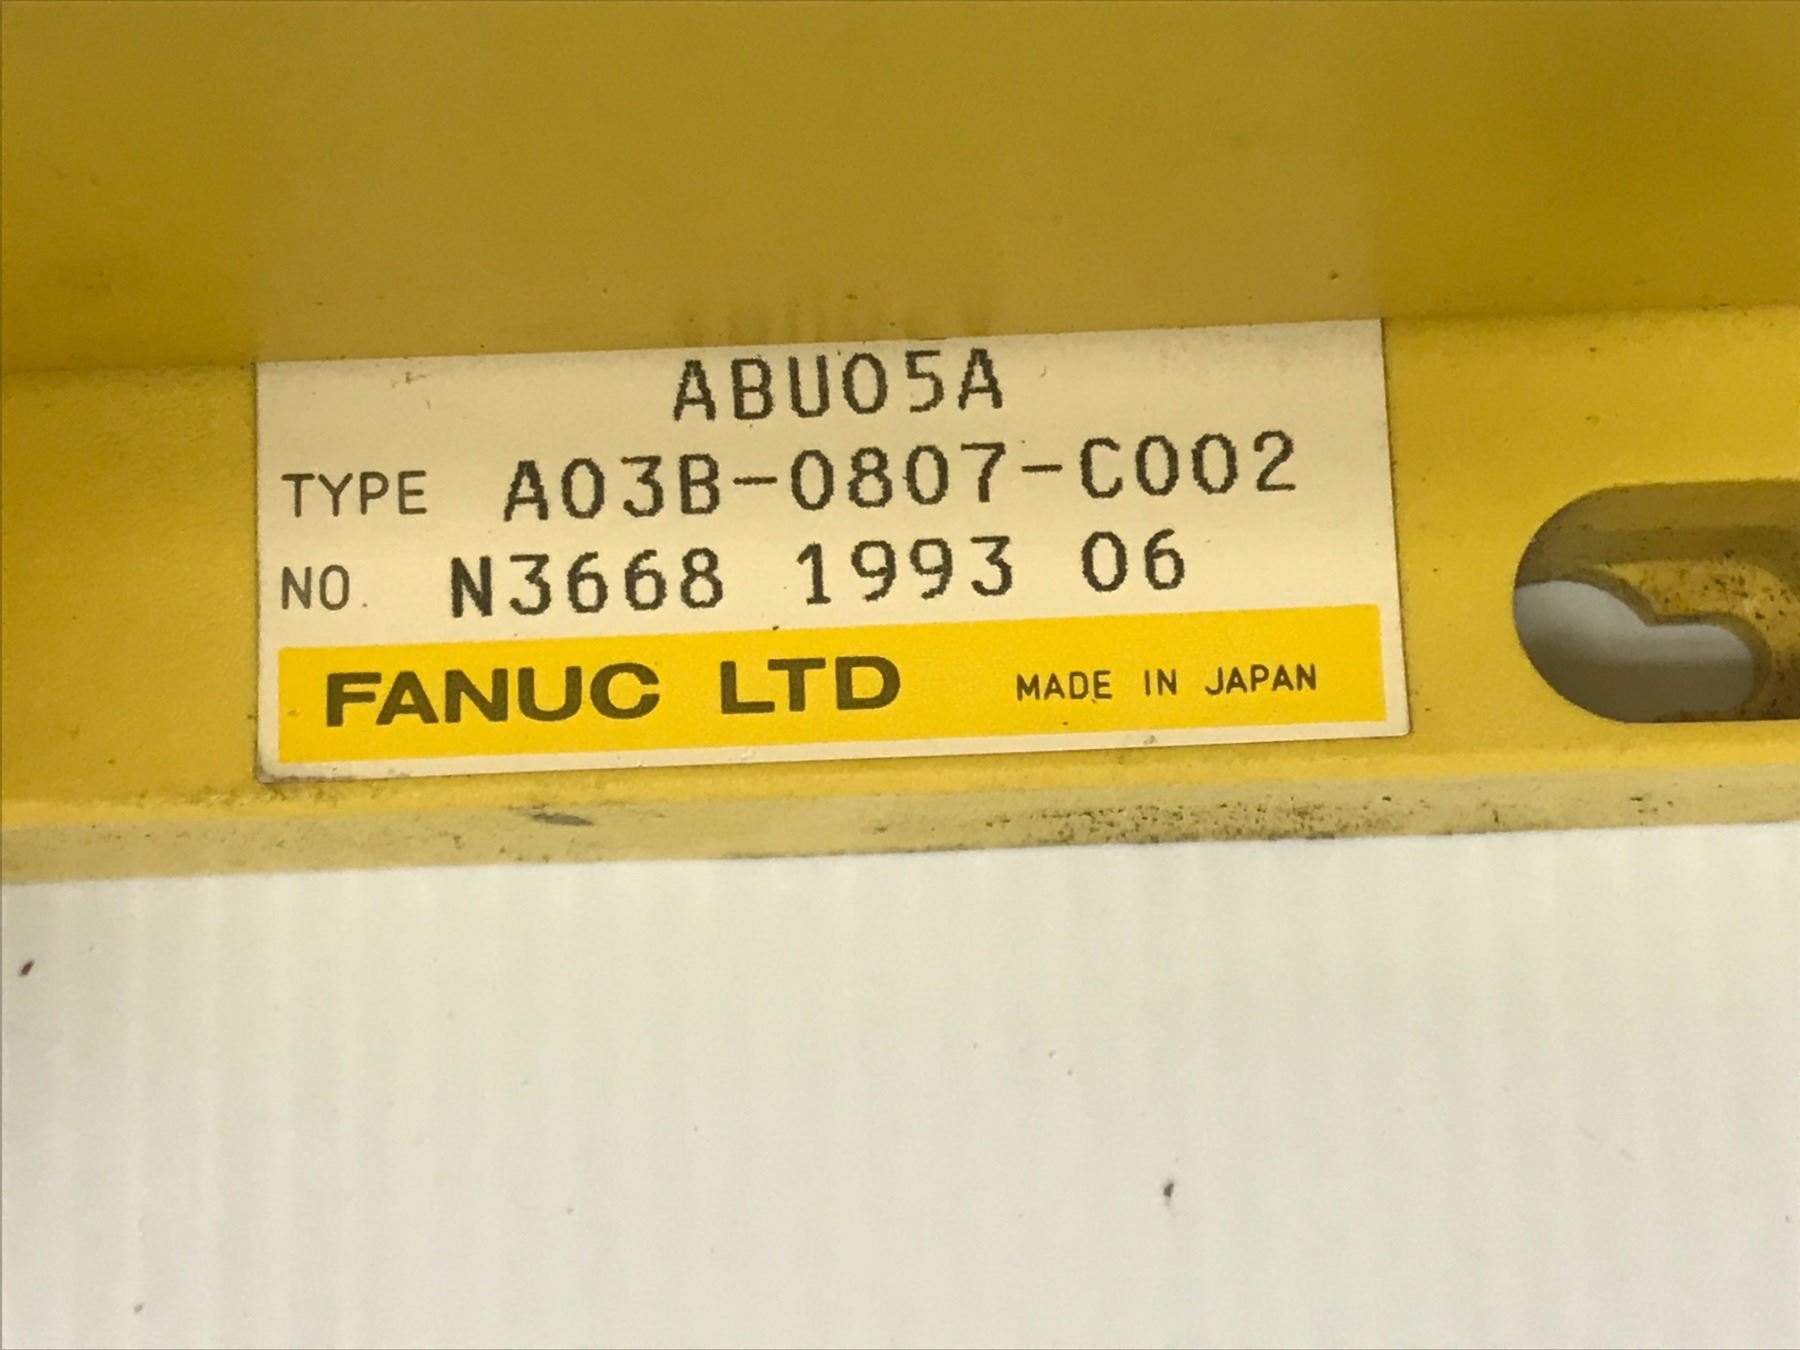 ABU05A
TYPE A03B-0807-C002
NO. N3668 1993 06
FANUC LTD MADE IN JAPAN